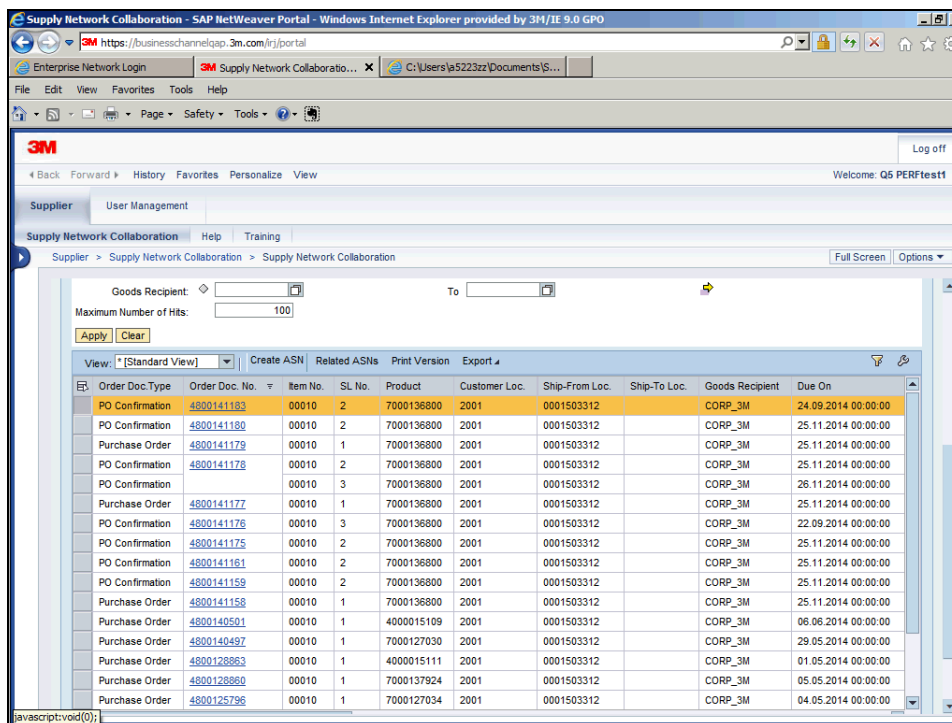 Supply Network Collaboration - SAP NetWeaver Portal - Windows Internet Explorer provided by 3M/IE 9.0 GPO
3M https://businesschannelqap.3m.com/irj/portal
Enterprise Network Login 3M Supply Network Collaboratio... X C:\Users\a5223zz\Documents\S...
File Edit View Favorites Tools Help
Page Safety Tools
3M Log off
Back Forward History Favorites Personalize View Welcome: Q5 PERFtest1
Supplier User Management
Supply Network Collaboration Help Training
Supplier > Supply Network Collaboration > Supply Network Collaboration Full Screen Options
Goods Recipient: To
Maximum Number of Hits: 100
Apply Clear
View: * [Standard View] Create ASN Related ASNs Print Version Export
Order Doc.Type Order Doc. No. Item No. SL No. Product Customer Loc. Ship-From Loc. Ship-To Loc. Goods Recipient Due On
PO Confirmation 4800141183 00010 2 7000136800 2001 0001503312 CORP_3M 24.09.2014 00:00:00
PO Confirmation 4800141180 00010 2 7000136800 2001 0001503312 CORP_3M 25.11.2014 00:00:00
Purchase Order 4800141179 00010 1 7000136800 2001 0001503312 CORP_3M 25.11.2014 00:00:00
PO Confirmation 4800141178 00010 2 7000136800 2001 0001503312 CORP_3M 25.11.2014 00:00:00
PO Confirmation 00010 3 7000136800 2001 0001503312 CORP_3M 26.11.2014 00:00:00
Purchase Order 4800141177 00010 1 7000136800 2001 0001503312 CORP_3M 25.11.2014 00:00:00
PO Confirmation 4800141176 00010 3 7000136800 2001 0001503312 CORP_3M 22.09.2014 00:00:00
PO Confirmation 4800141175 00010 2 7000136800 2001 0001503312 CORP_3M 25.11.2014 00:00:00
PO Confirmation 4800141161 00010 2 7000136800 2001 0001503312 CORP_3M 25.11.2014 00:00:00
PO Confirmation 4800141159 00010 2 7000136800 2001 0001503312 CORP_3M 25.11.2014 00:00:00
Purchase Order 4800141158 00010 1 7000136800 2001 0001503312 CORP_3M 25.11.2014 00:00:00
Purchase Order 4800140501 00010 1 4000015109 2001 0001503312 CORP_3M 06.06.2014 00:00:00
Purchase Order 4800140497 00010 1 7000127030 2001 0001503312 CORP_3M 29.05.2014 00:00:00
Purchase Order 4800128863 00010 1 4000015111 2001 0001503312 CORP_3M 01.05.2014 00:00:00
Purchase Order 4800128860 00010 1 7000137924 2001 0001503312 CORP_3M 05.05.2014 00:00:00
Purchase Order 4800125796 00010 1 7000127034 2001 0001503312 CORP_3M 04.05.2014 00:00:00
javascript:void(0);